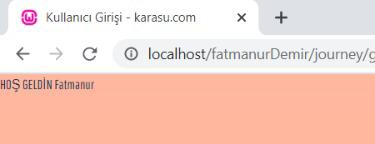 Kullanıcı Girişi - karasu.com
localhost/fatmanurDemir/journey/g
HOŞ GELDİN Fatmanur